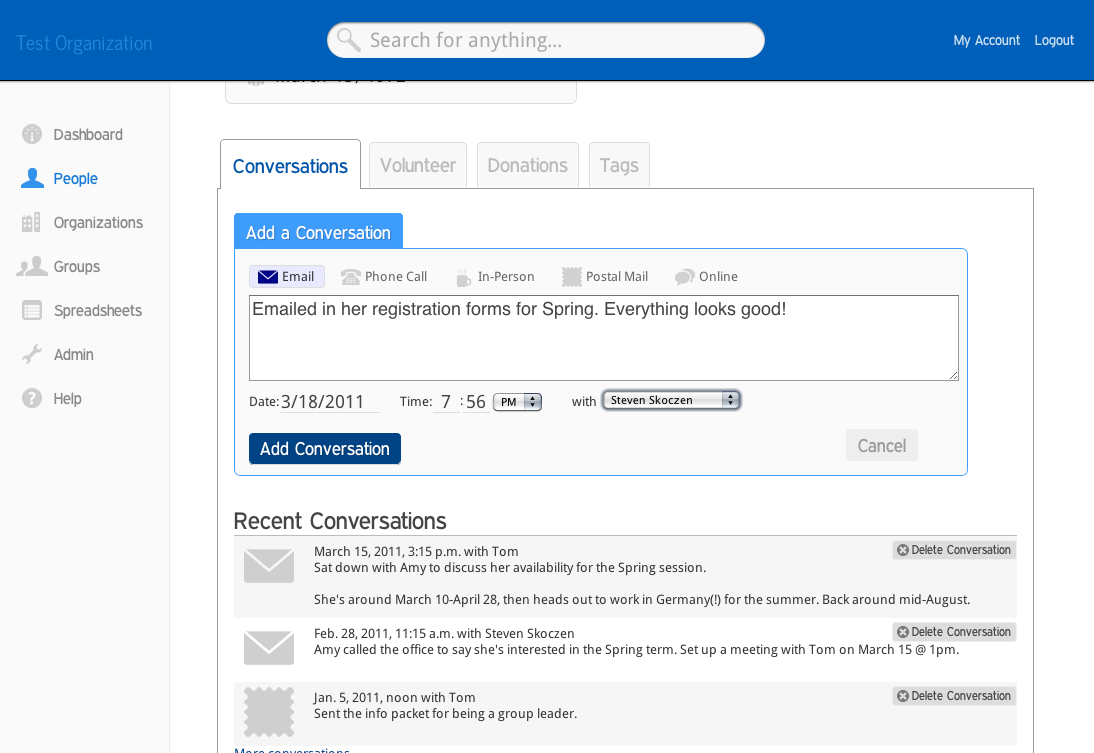 Test Organization
Search for anything...
My Account Logout
Dashboard
People
Organizations
Groups
Spreadsheets
Admin
Help
Conversations Volunteer Donations Tags
Add a Conversation
Email Phone Call In-Person Postal Mail Online
Emailed in her registration forms for Spring. Everything looks good!
Date: 3/18/2011 Time: 7 : 56 PM with Steven Skoczen
Add Conversation Cancel
Recent Conversations
March 15, 2011, 3:15 p.m. with Tom Delete Conversation
Sat down with Amy to discuss her availability for the Spring session.
She's around March 10-April 28, then heads out to work in Germany(!) for the summer. Back around mid-August.
Feb. 28, 2011, 11:15 a.m. with Steven Skoczen Delete Conversation
Amy called the office to say she's interested in the Spring term. Set up a meeting with Tom on March 15 @ 1pm.
Jan. 5, 2011, noon with Tom Delete Conversation
Sent the info packet for being a group leader.
More conversations